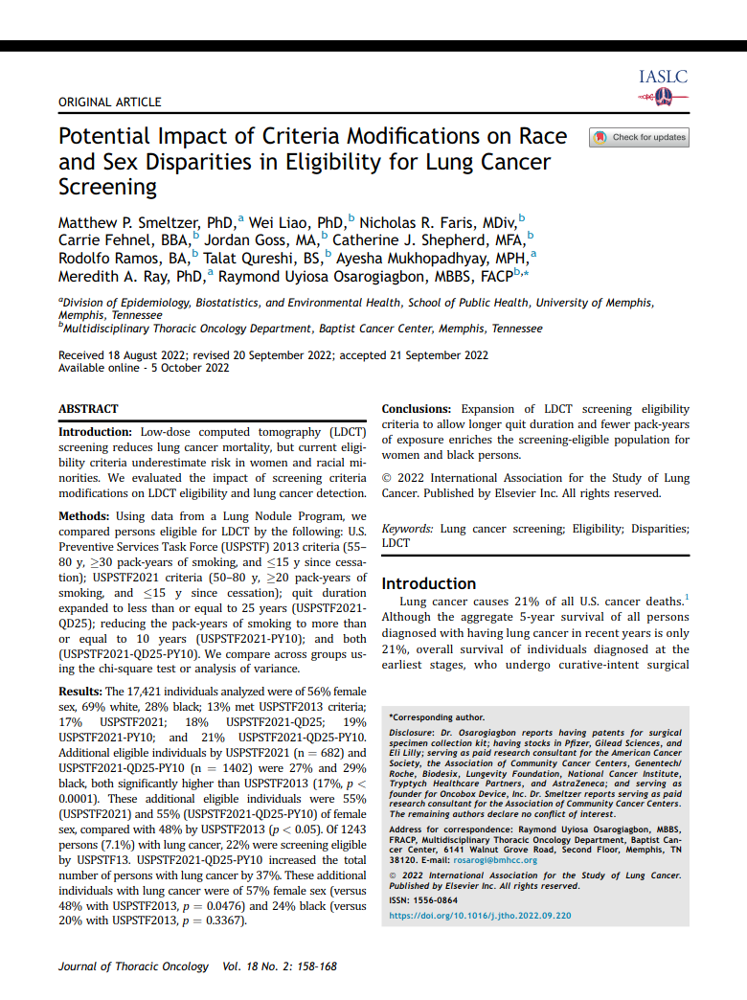 IASLC
ORIGINAL ARTICLE
Potential Impact of Criteria Modifications on Race
and Sex Disparities in Eligibility for Lung Cancer
Screening
Check for updates
Matthew P. Smeltzer, PhD,a Wei Liao, PhD,b Nicholas R. Faris, MDiv,b
Carrie Fehnel, BBA,b Jordan Goss, MA,b Catherine J. Shepherd, MFA,b
Rodolfo Ramos, BA,b Talat Qureshi, BS,b Ayesha Mukhopadhyay, MPH,a
Meredith A. Ray, PhD,a Raymond Uyiosa Osarogiagbon, MBBS, FACPb,*
aDivision of Epidemiology, Biostatistics, and Environmental Health, School of Public Health, University of Memphis,
Memphis, Tennessee
bMultidisciplinary Thoracic Oncology Department, Baptist Cancer Center, Memphis, Tennessee
Received 18 August 2022; revised 20 September 2022; accepted 21 September 2022
Available online - 5 October 2022
ABSTRACT
Introduction: Low-dose computed tomography (LDCT)
screening reduces lung cancer mortality, but current eligi-
bility criteria underestimate risk in women and racial mi-
norities. We evaluated the impact of screening criteria
modifications on LDCT eligibility and lung cancer detection.
Methods: Using data from a Lung Nodule Program, we
compared persons eligible for LDCT by the following: U.S.
Preventive Services Task Force (USPSTF) 2013 criteria (55–
80 y, ≥30 pack-years of smoking, and ≤15 y since cessa-
tion); USPSTF2021 criteria (50–80 y, ≥20 pack-years of
smoking, and ≤15 y since cessation); quit duration
expanded to less than or equal to 25 years (USPSTF2021-
QD25); reducing the pack-years of smoking to more than
or equal to 10 years (USPSTF2021-PY10); and both
(USPSTF2021-QD25-PY10). We compare across groups us-
ing the chi-square test or analysis of variance.
Results: The 17,421 individuals analyzed were of 56% female
sex, 69% white, 28% black; 13% met USPSTF2013 criteria;
17% USPSTF2021; 18% USPSTF2021-QD25; 19%
USPSTF2021-PY10; and 21% USPSTF2021-QD25-PY10.
Additional eligible individuals by USPSTF2021 (n = 682) and
USPSTF2021-QD25-PY10 (n = 1402) were 27% and 29%
black, both significantly higher than USPSTF2013 (17%, p <
0.0001). These additional eligible individuals were 55%
(USPSTF2021) and 55% (USPSTF2021-QD25-PY10) of female
sex, compared with 48% by USPSTF2013 (p < 0.05). Of 1243
persons (7.1%) with lung cancer, 22% were screening eligible
by USPSTF13. USPSTF2021-QD25-PY10 increased the total
number of persons with lung cancer by 37%. These additional
individuals with lung cancer were of 57% female sex (versus
48% with USPSTF2013, p = 0.0476) and 24% black (versus
20% with USPSTF2013, p = 0.3367).
Conclusions: Expansion of LDCT screening eligibility
criteria to allow longer quit duration and fewer pack-years
of exposure enriches the screening-eligible population for
women and black persons.
© 2022 International Association for the Study of Lung
Cancer. Published by Elsevier Inc. All rights reserved.
Keywords: Lung cancer screening; Eligibility; Disparities;
LDCT
Introduction
Lung cancer causes 21% of all U.S. cancer deaths.1
Although the aggregate 5-year survival of all persons
diagnosed with having lung cancer in recent years is only
21%, overall survival of individuals diagnosed at the
earliest stages, who undergo curative-intent surgical
*Corresponding author.
Disclosure: Dr. Osarogiagbon reports having patents for surgical
specimen collection kit; having stocks in Pfizer, Gilead Sciences, and
Eli Lilly; serving as paid research consultant for the American Cancer
Society, the Association of Community Cancer Centers, Genentech/
Roche, Biodesix, Lungevity Foundation, National Cancer Institute,
Tryptych Healthcare Partners, and AstraZeneca; and serving as
founder for Oncobox Device, Inc. Dr. Smeltzer reports serving as paid
research consultant for the Association of Community Cancer Centers.
The remaining authors declare no conflict of interest.
Address for correspondence: Raymond Uyiosa Osarogiagbon, MBBS,
FRACP, Multidisciplinary Thoracic Oncology Department, Baptist Can-
cer Center, 6141 Walnut Grove Road, Second Floor, Memphis, TN
38120. E-mail: rosarogi@bmhcc.org
© 2022 International Association for the Study of Lung Cancer.
Published by Elsevier Inc. All rights reserved.
ISSN: 1556-0864
https://doi.org/10.1016/j.jtho.2022.09.220
Journal of Thoracic Oncology Vol. 18 No. 2: 158-168